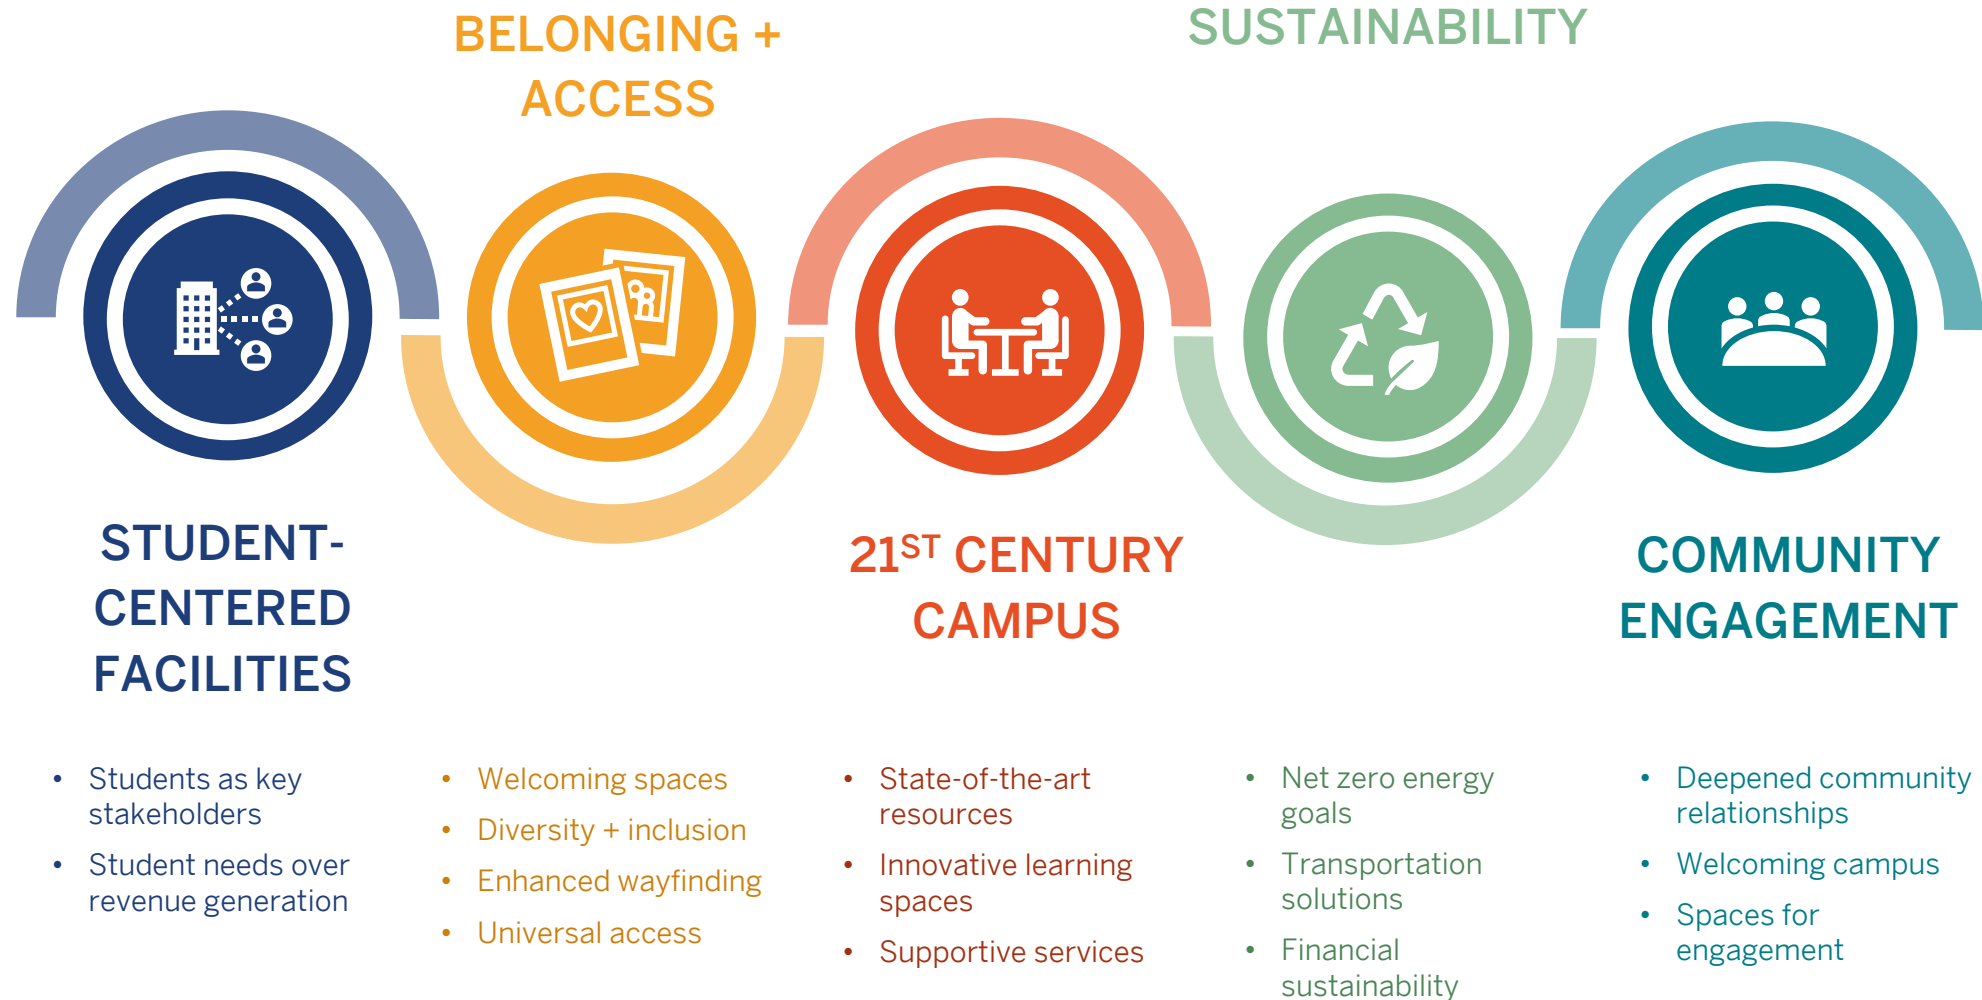 BELONGING +
ACCESS
SUSTAINABILITY
STUDENT-
CENTERED
FACILITIES
21ST CENTURY
CAMPUS
COMMUNITY
ENGAGEMENT
• Students as key
stakeholders
• Student needs over
revenue generation
• Welcoming spaces
• Diversity + inclusion
• Enhanced wayfinding
• Universal access
• State-of-the-art
resources
• Innovative learning
spaces
• Supportive services
• Net zero energy
goals
• Transportation
solutions
• Financial
sustainability
• Deepened community
relationships
• Welcoming campus
• Spaces for
engagement